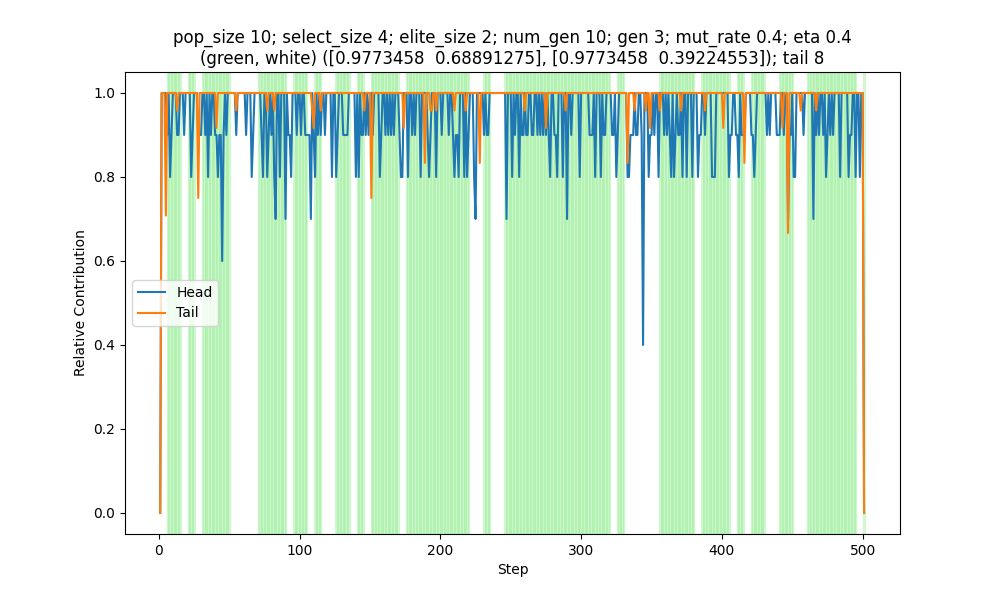 pop_size 10; select_size 4; elite_size 2; num_gen 10; gen 3; mut_rate 0.4; eta 0.4
(green, white) ([0.9773458 0.68891275], [0.9773458 0.39224553]); tail 8
1.0
0.8
0.6
0.4
0.2
0.0
Relative Contribution
Head
Tail
0 100 200 300 400 500
Step